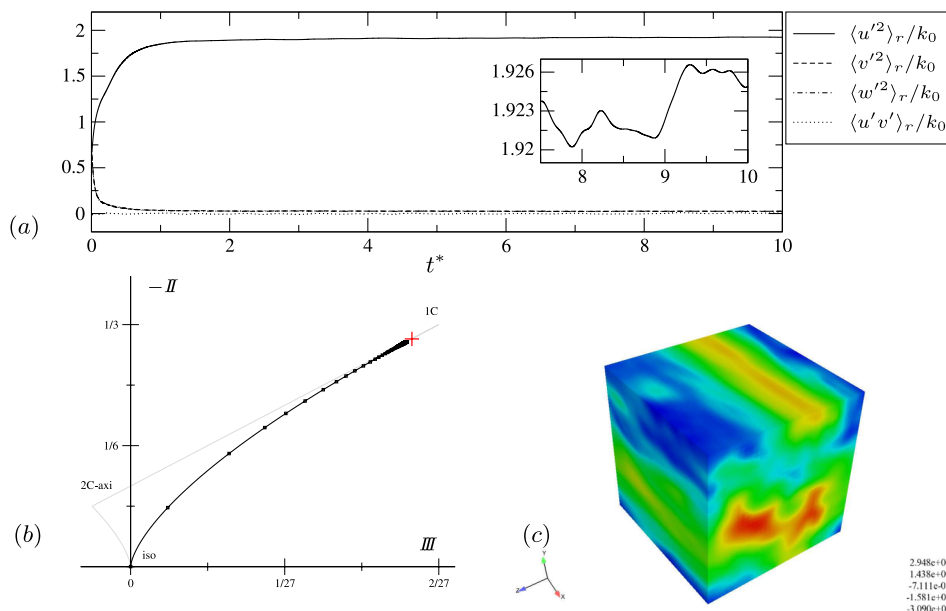 2
1.5
1
0.5
0
(a)
0 2 4 6 8 10
t*
1.926
1.923
1.92
8 9 10
⟨u′²⟩r/k0
⟨v′²⟩r/k0
⟨w′²⟩r/k0
⟨u′v′⟩r/k0
−II
1/3
1/6
1C
2C-axi
iso
(b)
III
0 1/27 2/27
(c)
Y
Z
X
2.948e+0
1.438e+0
-7.111e-0
-1.581e+0
-3.090e+0